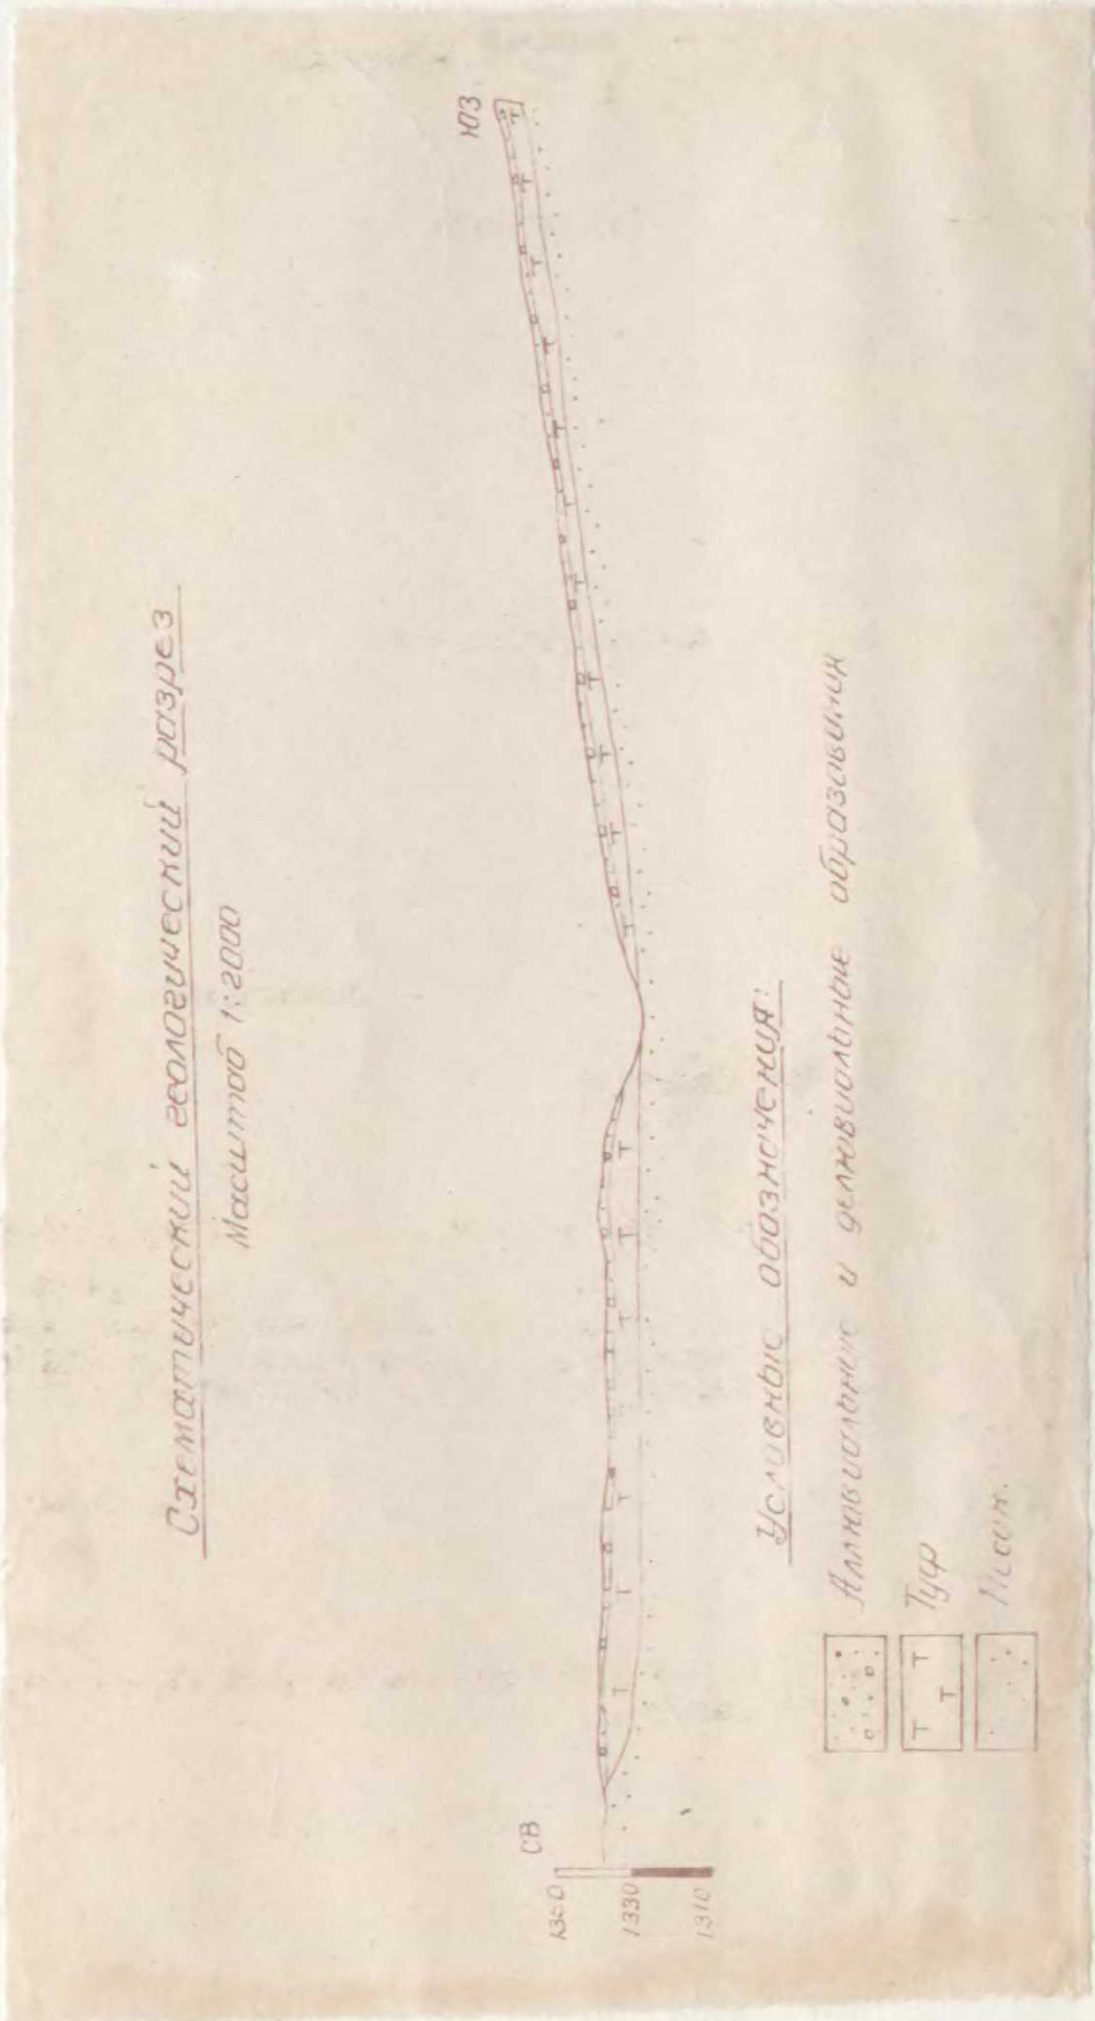 Схематический геологический разрез
Масштаб 1:2000
ЮЗ
СВ
1350
1330
1310
Условные обозначения:
Аллювиальные и делювиальные образования
Туф
Песок.